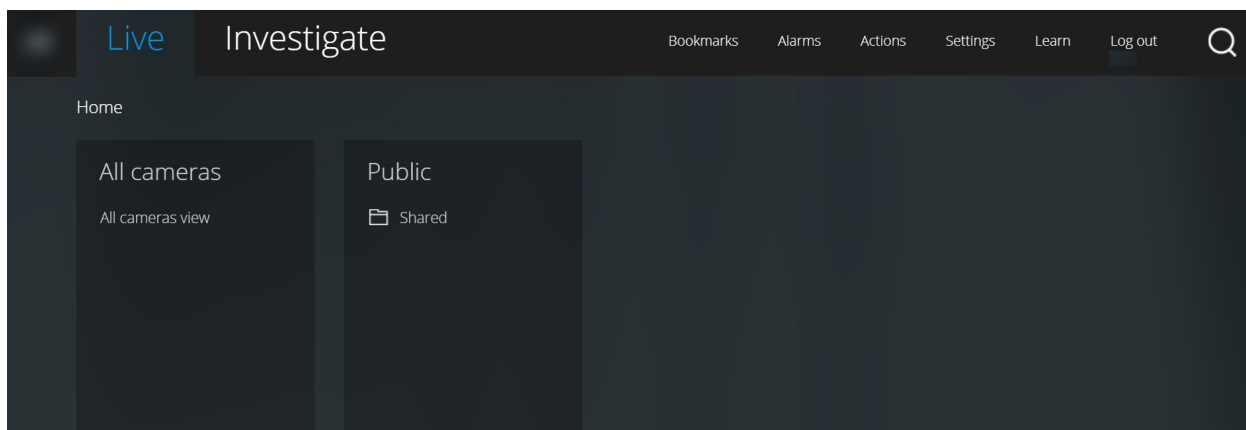 Live Investigate Bookmarks Alarms Actions Settings Learn Log out
Home
All cameras
All cameras view
Public
Shared